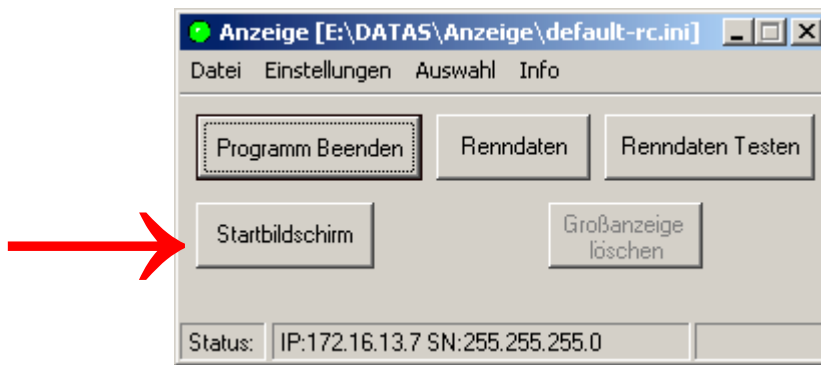 Anzeige [E:\DATAS\Anzeige\default-rc.ini]
Datei Einstellungen Auswahl Info
Programm Beenden Renndaten Renndaten Testen
Startbildschirm Großanzeige
löschen
Status: IP:172.16.13.7 SN:255.255.255.0